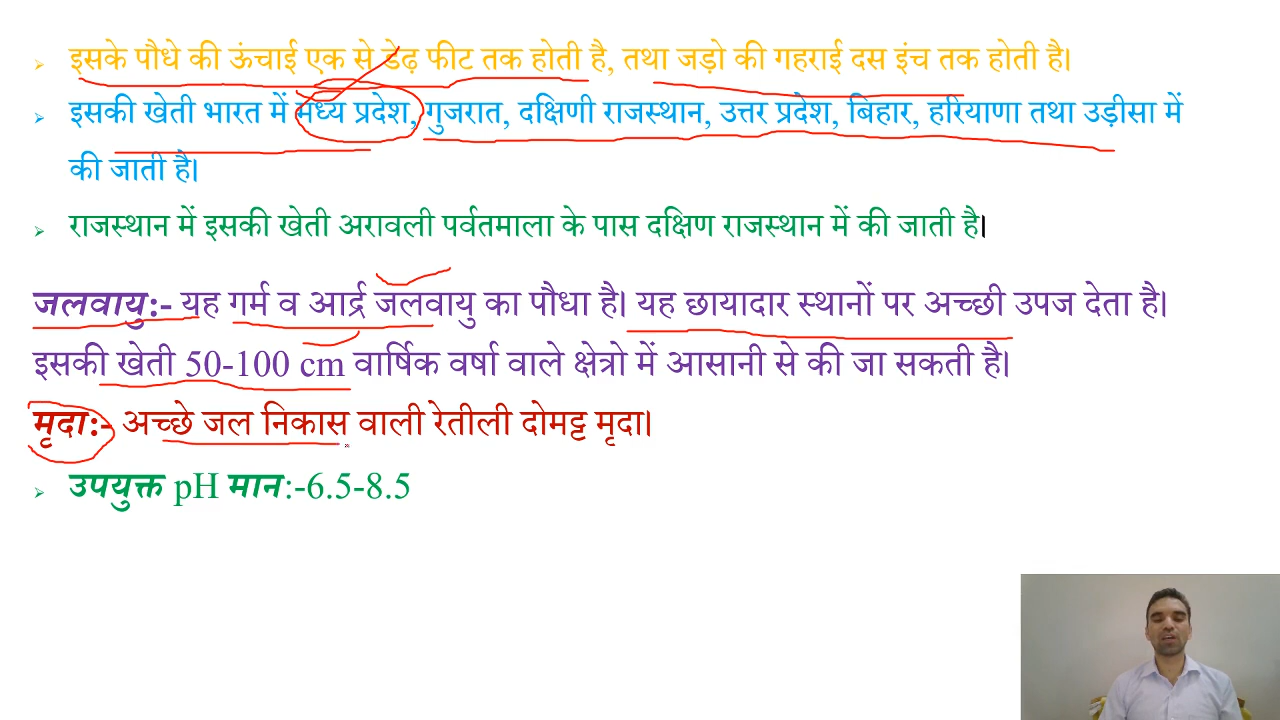 इसके पौधे की ऊंचाई एक से डेढ़ फीट तक होती है, तथा जड़ो की गहराई दस इंच तक होती है।
इसकी खेती भारत में मध्य प्रदेश, गुजरात, दक्षिणी राजस्थान, उत्तर प्रदेश, बिहार, हरियाणा तथा उड़ीसा में
की जाती है।
राजस्थान में इसकी खेती अरावली पर्वतमाला के पास दक्षिण राजस्थान में की जाती है।
जलवायु:- यह गर्म व आर्द्र जलवायु का पौधा है। यह छायादार स्थानों पर अच्छी उपज देता है।
इसकी खेती 50-100 cm वार्षिक वर्षा वाले क्षेत्रो में आसानी से की जा सकती है।
मृदा:- अच्छे जल निकास वाली रेतीली दोमट्ट मृदा।
उपयुक्त pH मान:-6.5-8.5